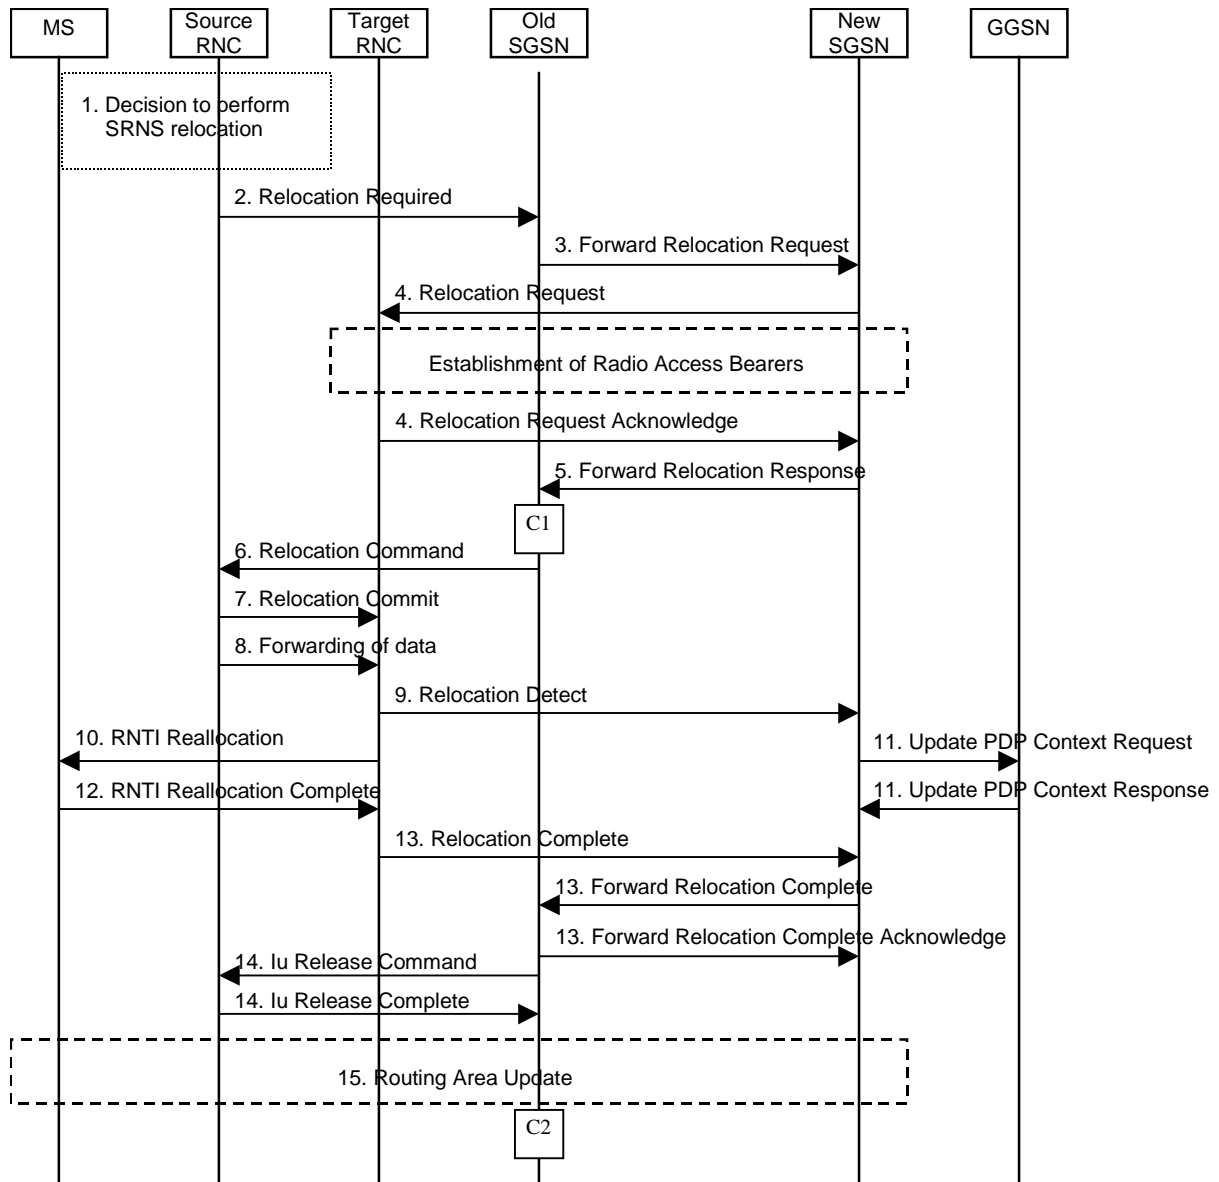 MS
Source
RNC
Target
RNC
Old
SGSN
New
SGSN
GGSN
1. Decision to perform
SRNS relocation
2. Relocation Required
3. Forward Relocation Request
4. Relocation Request
Establishment of Radio Access Bearers
4. Relocation Request Acknowledge
5. Forward Relocation Response
C1
6. Relocation Command
7. Relocation Commit
8. Forwarding of data
9. Relocation Detect
10. RNTI Reallocation
11. Update PDP Context Request
12. RNTI Reallocation Complete
11. Update PDP Context Response
13. Relocation Complete
13. Forward Relocation Complete
13. Forward Relocation Complete Acknowledge
14. Iu Release Command
14. Iu Release Complete
15. Routing Area Update
C2